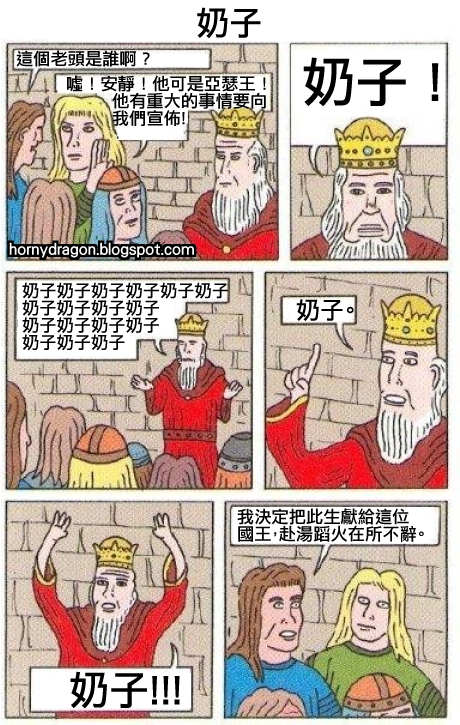 奶子
這個老頭是誰啊？
噓！安靜！他可是亞瑟王！
他有重大的事情要向
我們宣佈!
hornydragon.blogspot.com
奶子！
奶子奶子奶子奶子奶子奶子
奶子奶子奶子奶子
奶子奶子奶子奶子
奶子奶子奶子
奶子。
奶子!!!
我決定把此生獻給這位
國王,赴湯蹈火在所不辭。